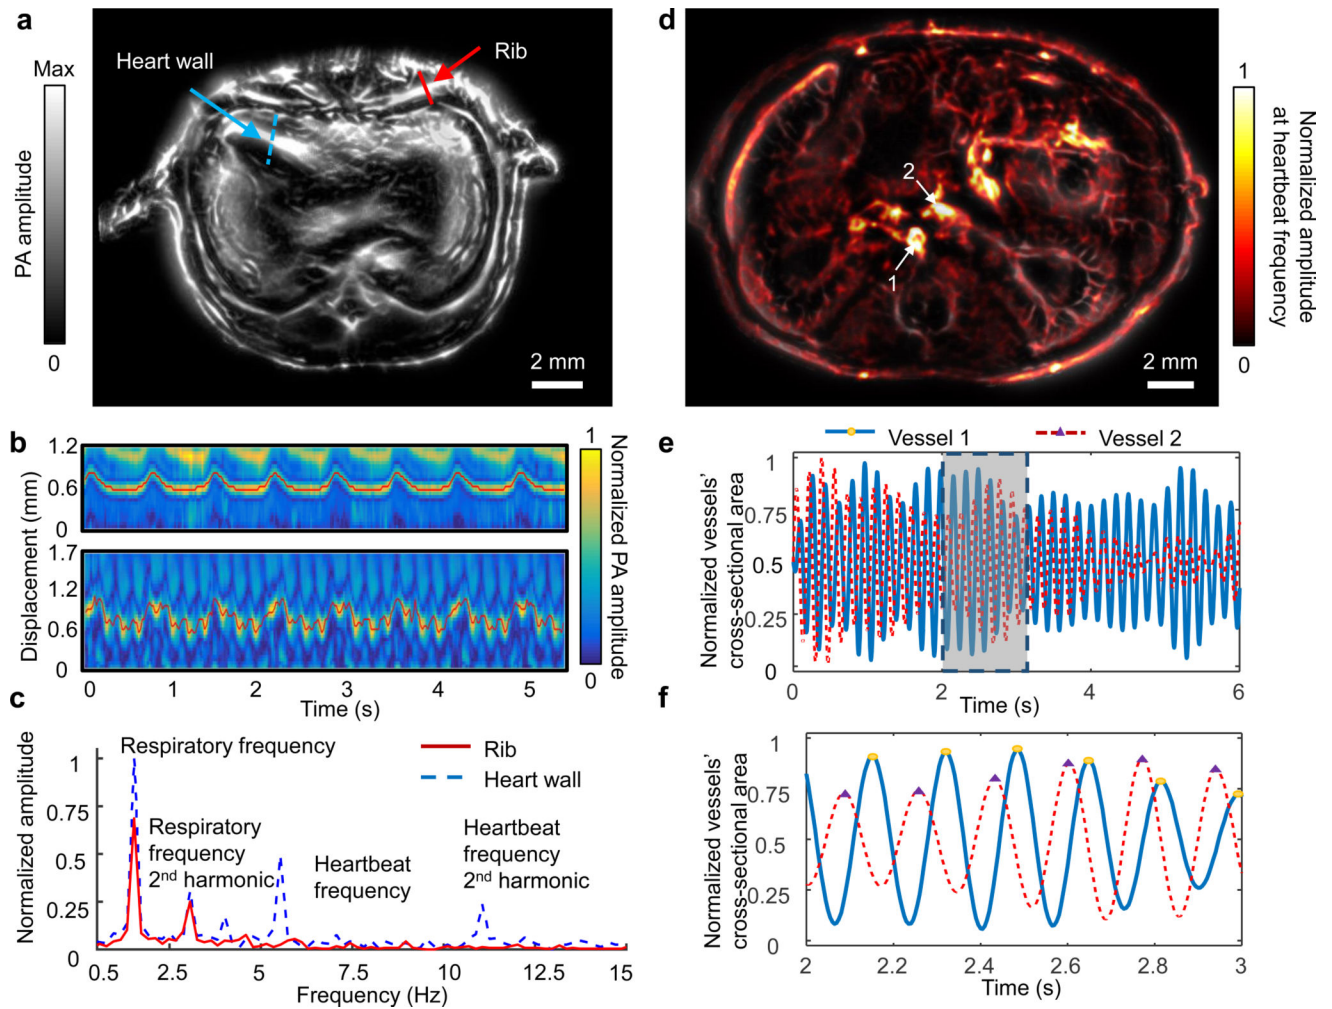 a
Max
PA amplitude
0
Heart wall
Rib
2 mm
d
2
1
2 mm
1
Normalized amplitude
at heartbeat frequency
0
b
1.2
0.6
0
1.7
0.6
0
Displacement (mm)
0 1 2 3 4 5
Time (s)
1
Normalized PA amplitude
0
c
Normalized amplitude
1
0.75
0.5
0.25
0
Respiratory frequency
Respiratory
frequency
2nd harmonic
Heartbeat
frequency
Heartbeat
frequency
2nd harmonic
Rib
Heart wall
0.5 2.5 5 7.5 10 12.5 15
Frequency (Hz)
e
Vessel 1 Vessel 2
Normalized vessels’
cross-sectional area
1
0.75
0.5
0.25
0
0 2 4 6
Time (s)
f
Normalized vessels’
cross-sectional area
1
0.75
0.5
0.25
0
2 2.2 2.4 2.6 2.8 3
Time (s)